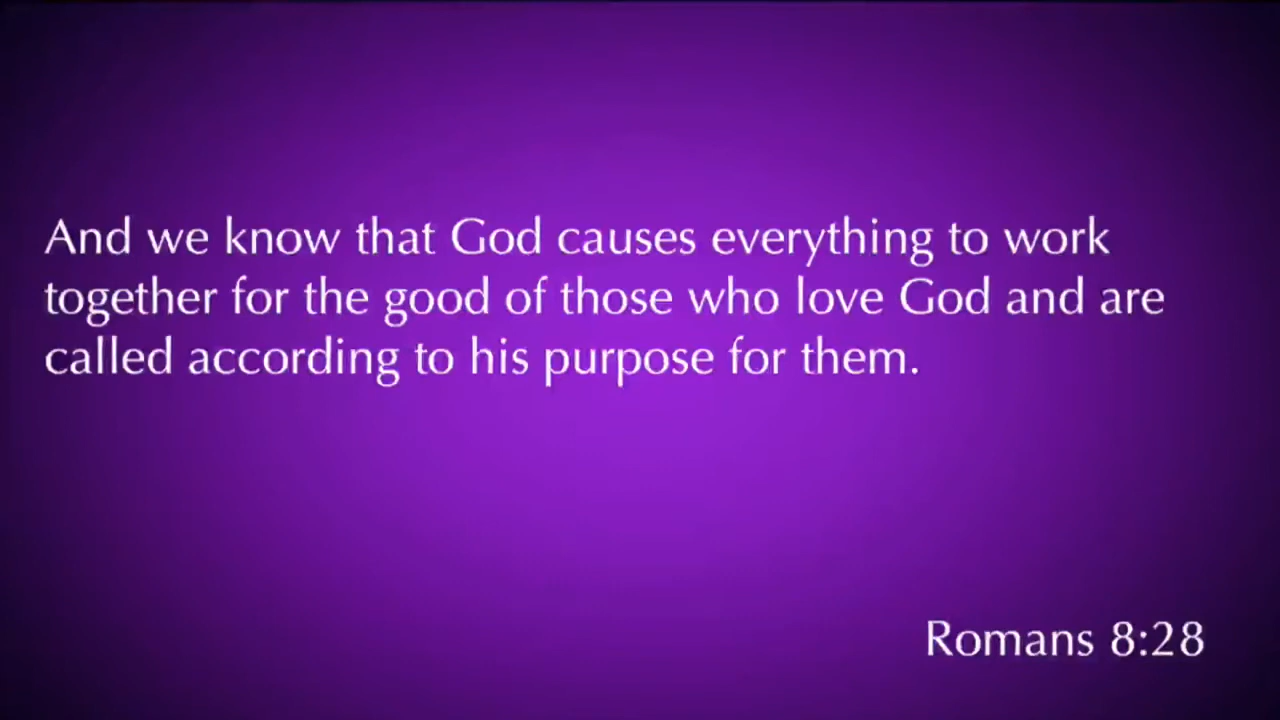 And we know that God causes everything to work
together for the good of those who love God and are
called according to his purpose for them.
Romans 8:28